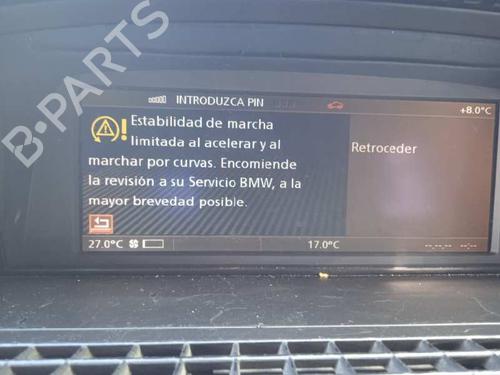 INTRODUZCA PIN
+8.0°C
Estabilidad de marcha
limitada al acelerar y al
marchar por curvas. Encomiende
la revisión a su Servicio BMW, a la
mayor brevedad posible.
Retroceder
27.0°C
17.0°C
--.--.-- --:--
B-PARTS
B-PARTS